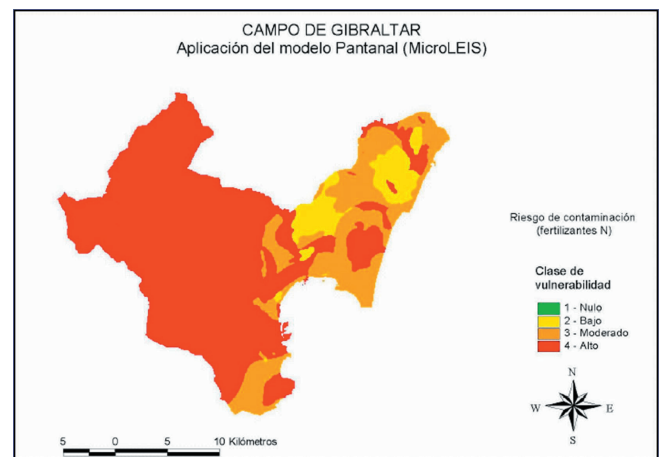 CAMPO DE GIBRALTAR
Aplicación del modelo Pantanal (MicroLEIS)
Riesgo de contaminación
(fertilizantes N)
Clase de
vulnerabilidad
1 - Nulo
2 - Bajo
3 - Moderado
4 - Alto
N
W E
S
5 0 5 10 Kilómetros